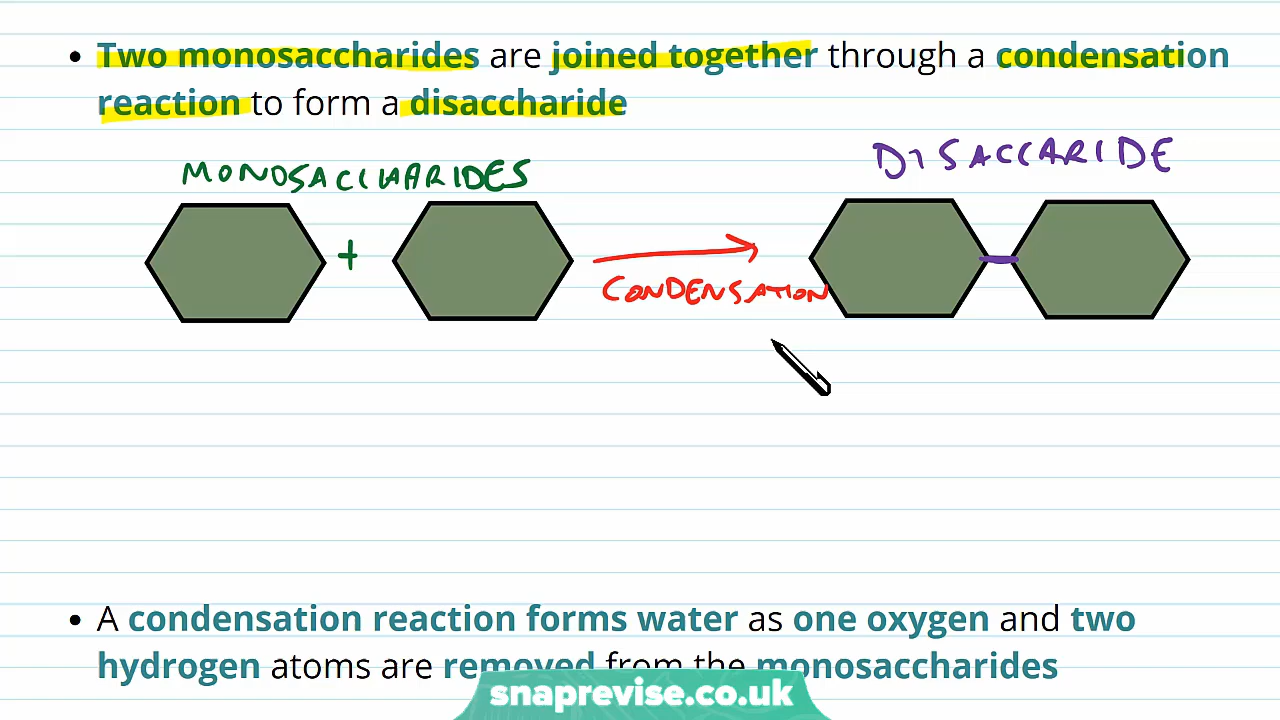 • Two monosaccharides are joined together through a condensation
reaction to form a disaccharide
MONOSACCHARIDES
DISACCARIDE
+
CONDENSATION
• A condensation reaction forms water as one oxygen and two
hydrogen atoms are removed from the monosaccharides
snaprevise.co.uk